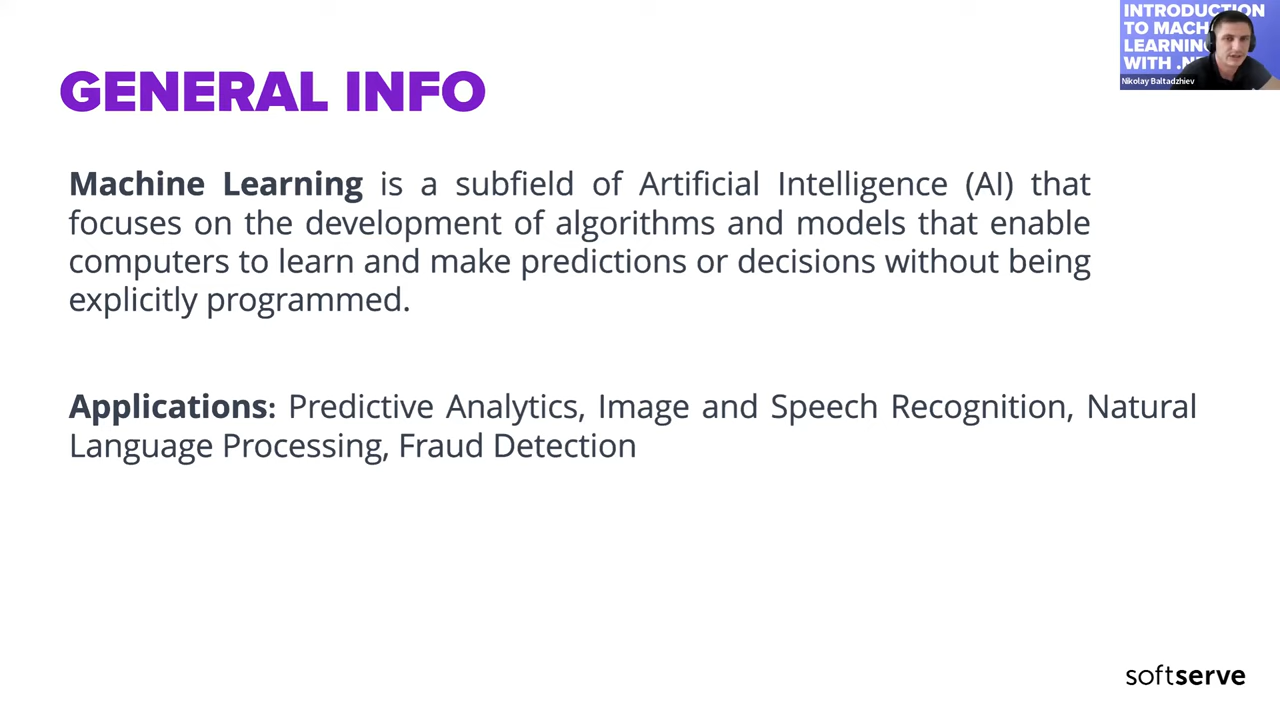 INTRODUCTION
TO MACH
LEARNING
WITH .N
Nikolay Baltadzhiev
GENERAL INFO
Machine Learning is a subfield of Artificial Intelligence (AI) that
focuses on the development of algorithms and models that enable
computers to learn and make predictions or decisions without being
explicitly programmed.
Applications: Predictive Analytics, Image and Speech Recognition, Natural
Language Processing, Fraud Detection
softserve